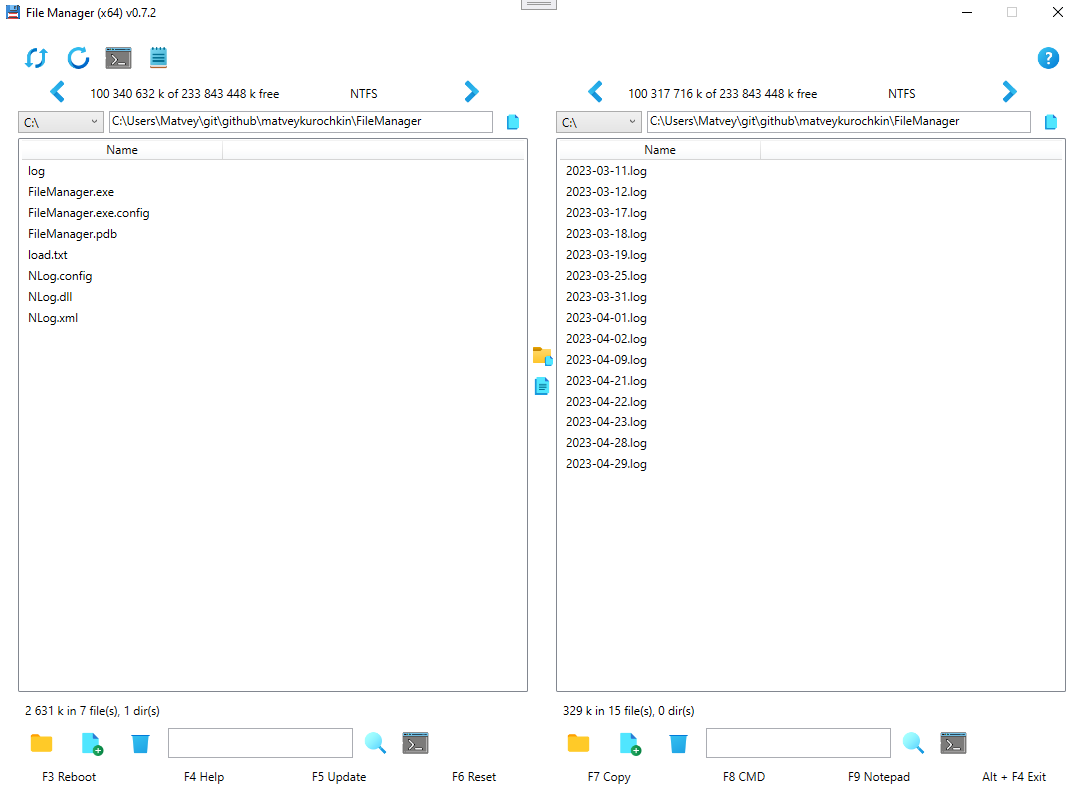 File Manager (x64) v0.7.2
100 340 632 k of 233 843 448 k free NTFS
C:\ C:\Users\Matvey\git\github\matveykurochkin\FileManager
Name
log
FileManager.exe
FileManager.exe.config
FileManager.pdb
load.txt
NLog.config
NLog.dll
NLog.xml
2 631 k in 7 file(s), 1 dir(s)
100 317 716 k of 233 843 448 k free NTFS
C:\ C:\Users\Matvey\git\github\matveykurochkin\FileManager
Name
2023-03-11.log
2023-03-12.log
2023-03-17.log
2023-03-18.log
2023-03-19.log
2023-03-25.log
2023-03-31.log
2023-04-01.log
2023-04-02.log
2023-04-09.log
2023-04-21.log
2023-04-22.log
2023-04-23.log
2023-04-28.log
2023-04-29.log
329 k in 15 file(s), 0 dir(s)
F3 Reboot F4 Help F5 Update F6 Reset F7 Copy F8 CMD F9 Notepad Alt + F4 Exit